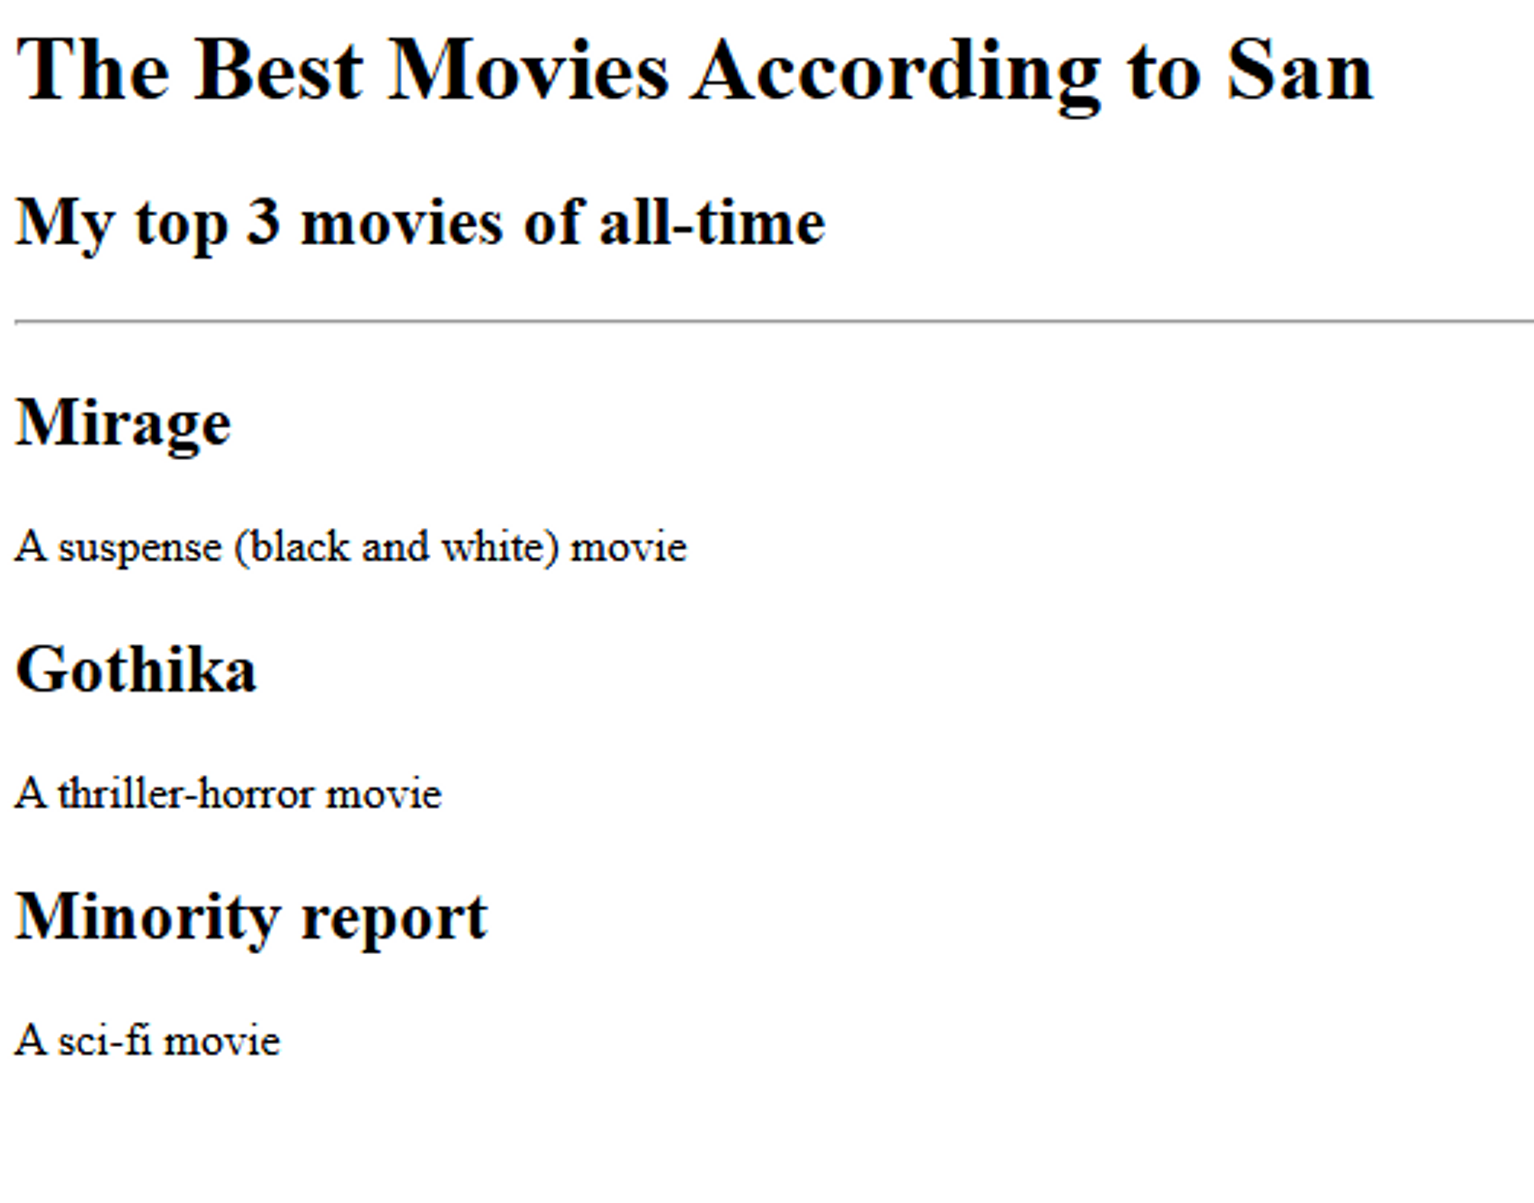 The Best Movies According to San
My top 3 movies of all-time
Mirage
A suspense (black and white) movie
Gothika
A thriller-horror movie
Minority report
A sci-fi movie